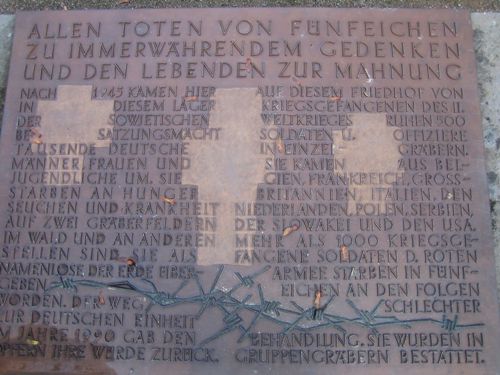 ALLEN TOTEN VON FÜNFEICHEN
ZU IMMERWÄHRENDEM GEDENKEN
UND DEN LEBENDEN ZUR MAHNUNG
NACH 1945 KAMEN HIER
IN DIESEM LAGER
DER SOWJETISCHEN
BESATZUNGSMACHT
TAUSENDE DEUTSCHE
MÄNNER, FRAUEN UND
JUGENDLICHE UM. SIE
STARBEN AN HUNGER
SEUCHEN UND KRANKHEIT
AUF ZWEI GRÄBERFELDERN
IM WALD UND AN ANDEREN
STELLEN SIND SIE ALS
NAMENLOSE DER ERDE ÜBER-
GEBEN
WORDEN. DER WEG
ZUR DEUTSCHEN EINHEIT
IM JAHRE 1990 GAB DEN
OPFERN IHRE WÜRDE ZURÜCK.
AUF DIESEM FRIEDHOF VON
KRIEGSGEFANGENEN DES II.
WELTKRIEGES RUHEN 500
SOLDATEN U. OFFIZIERE
IN EINZELGRÄBERN.
SIE KAMEN AUS BEL-
GIEN, FRANKREICH, GROSS-
BRITANNIEN, ITALIEN, DEN
NIEDERLANDEN, POLEN, SERBIEN,
DER SLOWAKEI UND DEN USA.
MEHR ALS 6000 KRIEGSGE-
FANGENE SOLDATEN D. ROTEN
ARMEE STARBEN IN FÜNF-
EICHEN AN DEN FOLGEN
SCHLECHTER
BEHANDLUNG. SIE WURDEN IN
GRUPPENGRÄBERN BESTATTET.